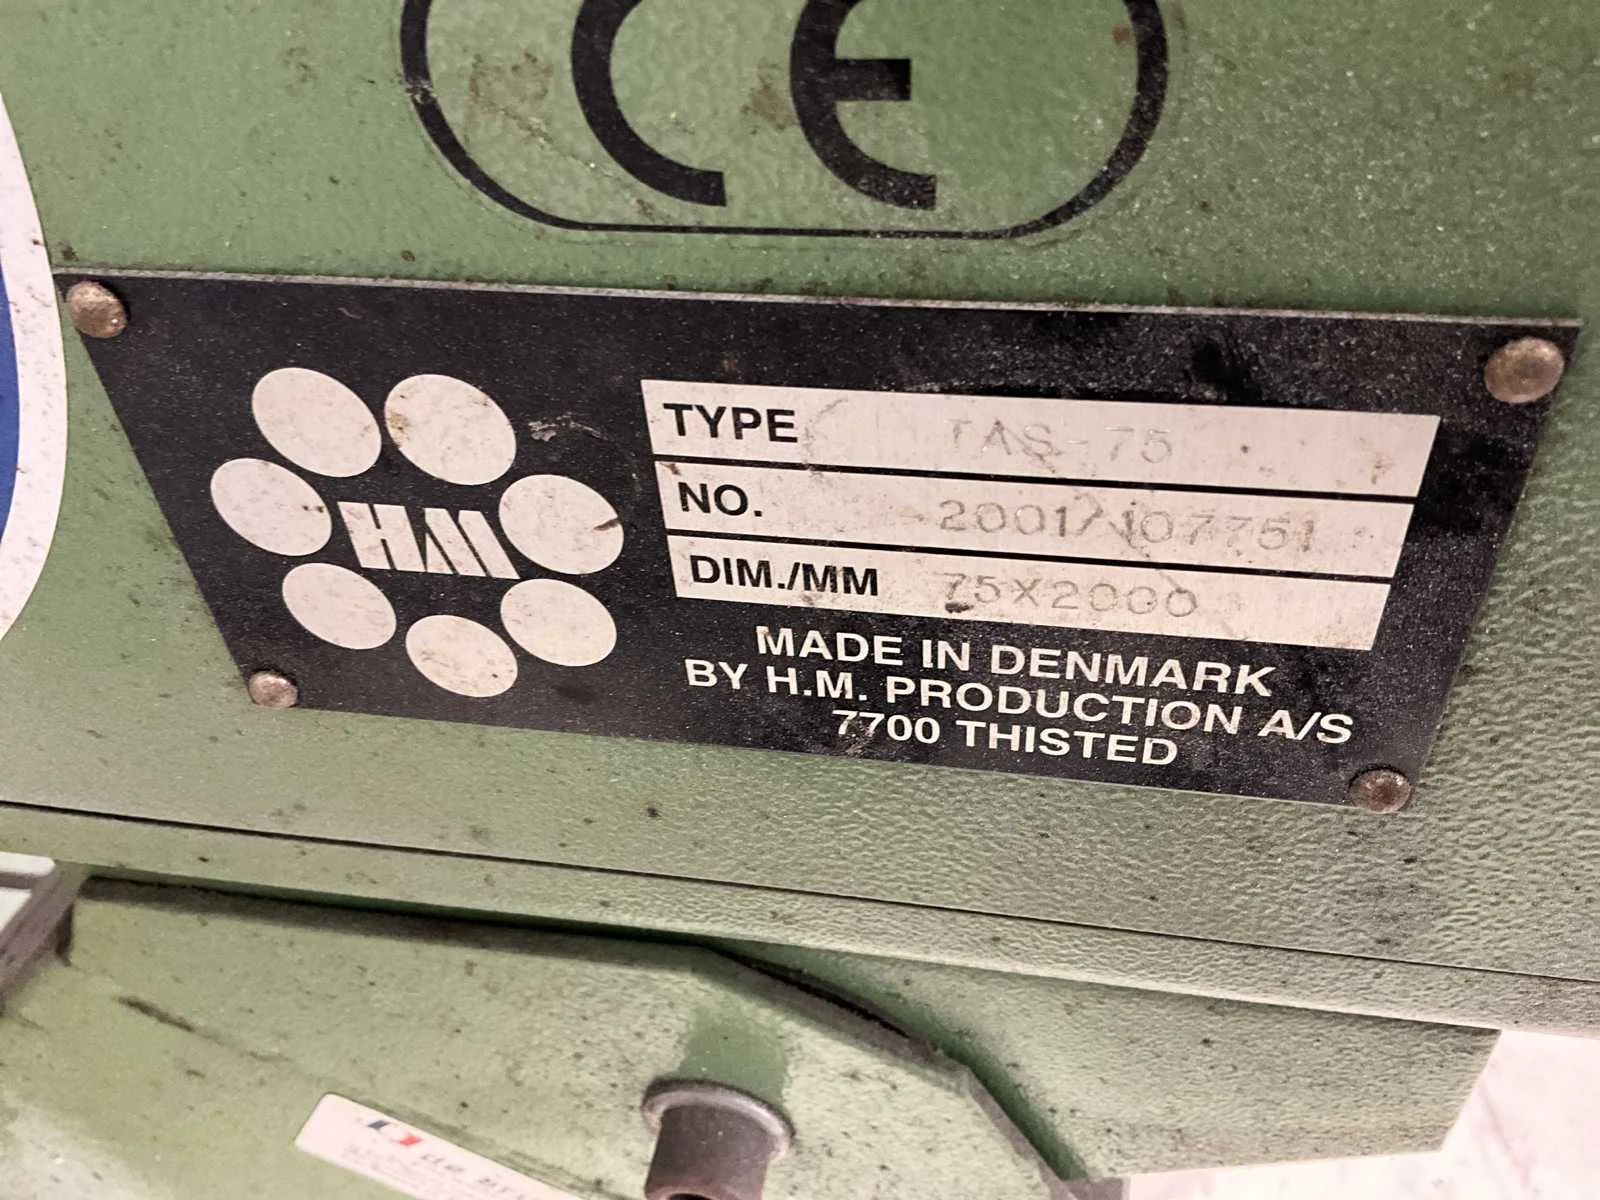 CE
TYPE TAS-75
NO. 2001/107751
DIM./MM 75X2000
HM
MADE IN DENMARK
BY H.M. PRODUCTION A/S
7700 THISTED